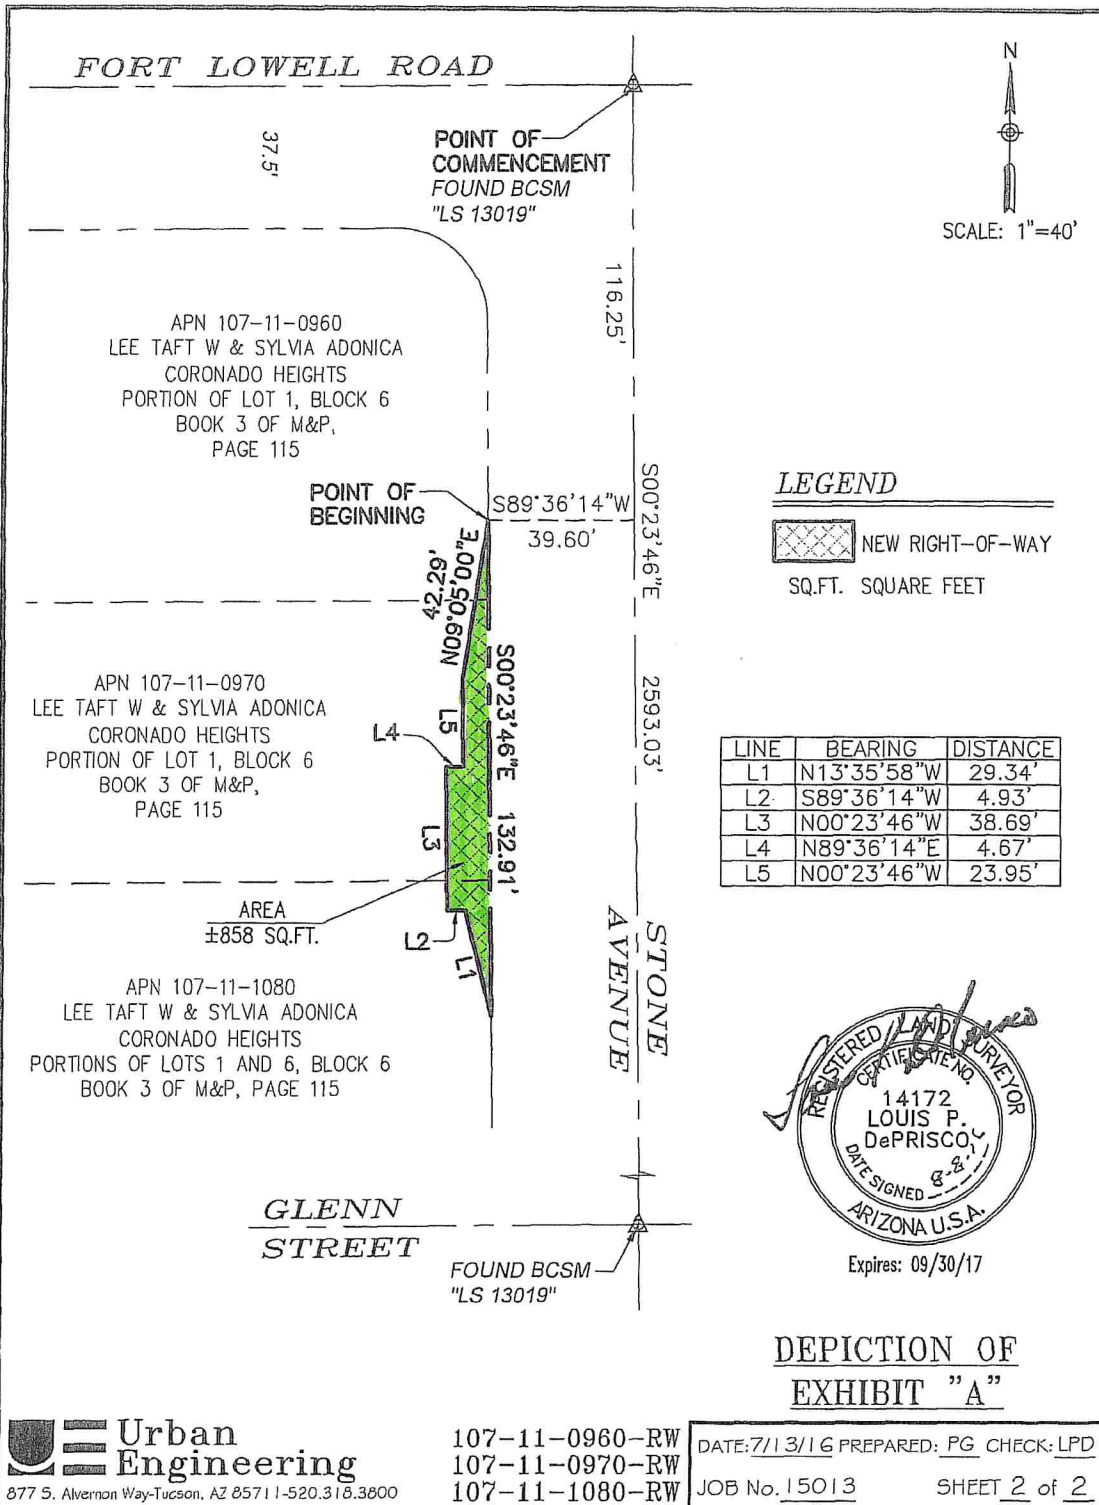 FORT LOWELL ROAD
N
37.5'
POINT OF
COMMENCEMENT
FOUND BCSM
"LS 13019"
SCALE: 1"=40'
116.25'
APN 107-11-0960
LEE TAFT W & SYLVIA ADONICA
CORONADO HEIGHTS
PORTION OF LOT 1, BLOCK 6
BOOK 3 OF M&P,
PAGE 115
POINT OF
BEGINNING
S89°36'14"W
39.60'
S00°23'46"E
2593.03'
LEGEND
NEW RIGHT-OF-WAY
SQ.FT. SQUARE FEET
42.29'
N09°05'00"E
APN 107-11-0970
LEE TAFT W & SYLVIA ADONICA
CORONADO HEIGHTS
PORTION OF LOT 1, BLOCK 6
BOOK 3 OF M&P,
PAGE 115
L4
L5
S00°23'46"E 132.91'
L3
LINE BEARING DISTANCE
L1 N13°35'58"W 29.34'
L2 S89°36'14"W 4.93'
L3 N00°23'46"W 38.69'
L4 N89°36'14"E 4.67'
L5 N00°23'46"W 23.95'
AREA
±858 SQ.FT.
L2
L1
STONE
AVENUE
APN 107-11-1080
LEE TAFT W & SYLVIA ADONICA
CORONADO HEIGHTS
PORTIONS OF LOTS 1 AND 6, BLOCK 6
BOOK 3 OF M&P, PAGE 115
REGISTERED LAND SURVEYOR
CERTIFICATE NO.
14172
LOUIS P.
DePRISCO
DATE SIGNED 8-8-16
ARIZONA U.S.A.
Expires: 09/30/17
GLENN
STREET
FOUND BCSM
"LS 13019"
DEPICTION OF
EXHIBIT "A"
Urban
Engineering
877 S. Alvernon Way-Tucson, AZ 85711-520.318.3800
107-11-0960-RW
107-11-0970-RW
107-11-1080-RW
DATE:7/13/16 PREPARED: PG CHECK: LPD
JOB No. 15013 SHEET 2 of 2